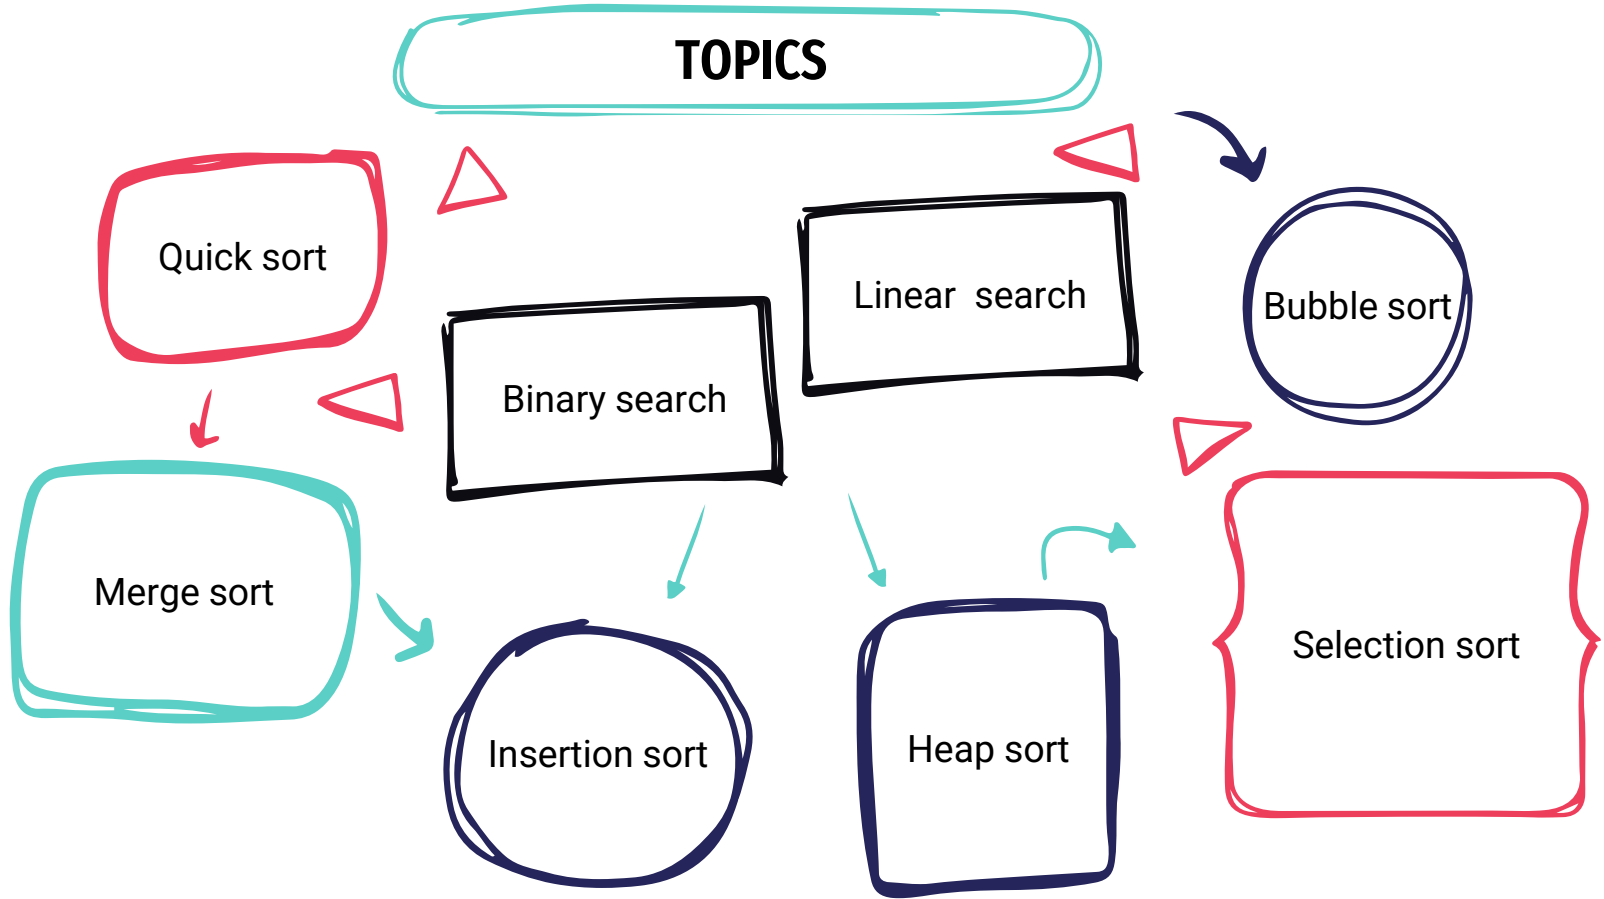 TOPICS
Quick sort
Linear  search
Bubble sort
Binary search
Merge sort
Selection sort
Insertion sort
Heap sort